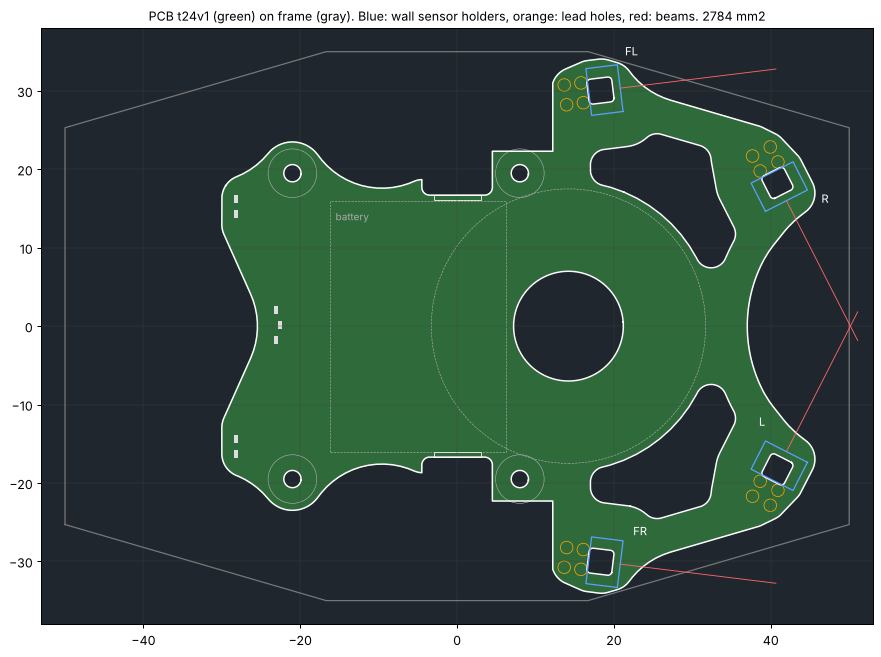 PCB t24v1 (green) on frame (gray). Blue: wall sensor holders, orange: lead holes, red: beams. 2784 mm2
FL
30
20
R
battery
10
0
−10
L
−20
FR
−30
−40
−20
0
20
40